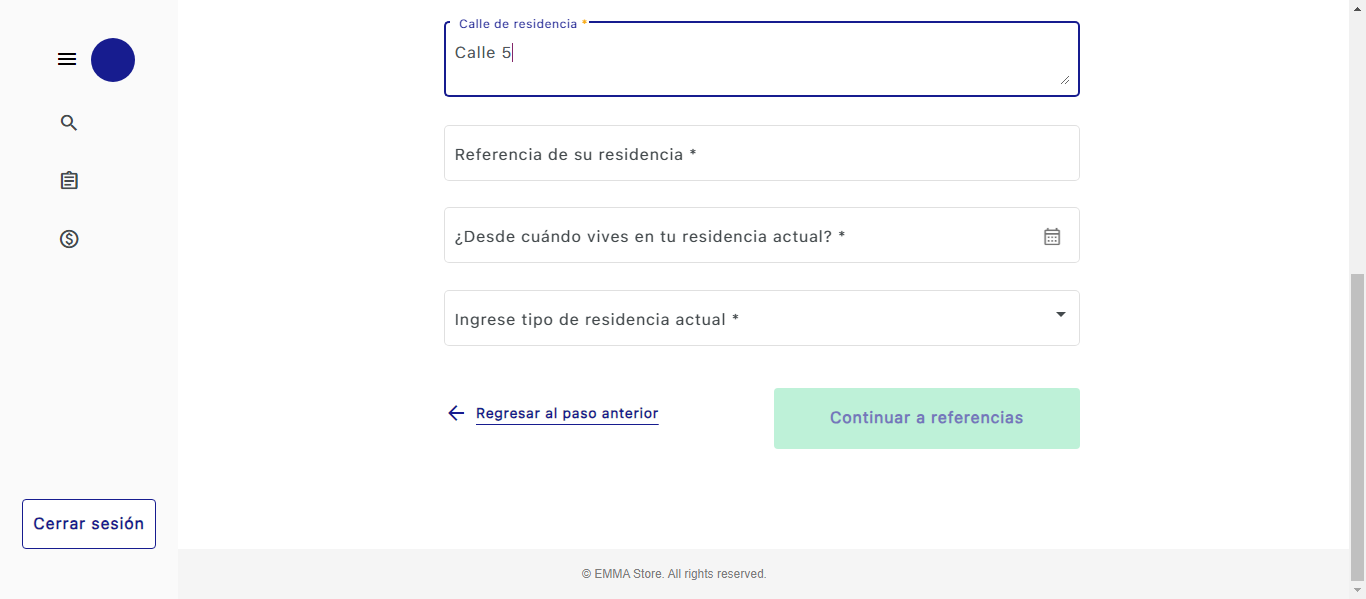 Calle de residencia *
Calle 5
Referencia de su residencia *
¿Desde cuándo vives en tu residencia actual? *
Ingrese tipo de residencia actual *
Regresar al paso anterior
Continuar a referencias
Cerrar sesión
© EMMA Store. All rights reserved.